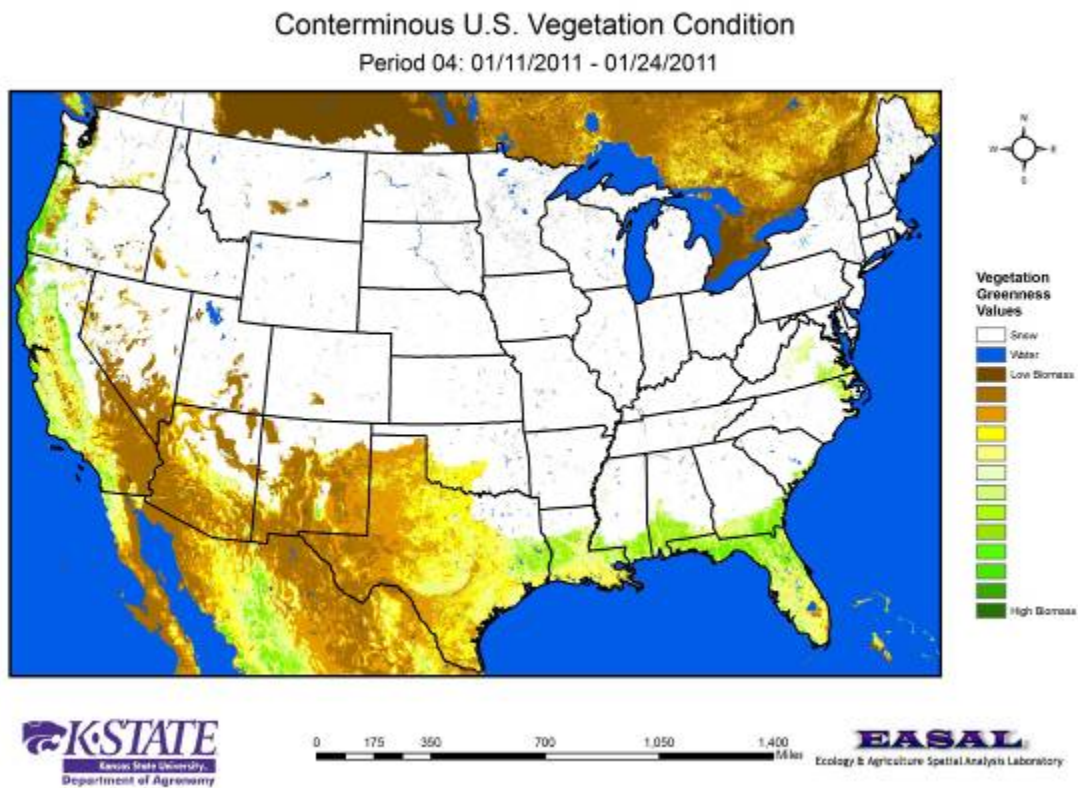 Conterminous U.S. Vegetation Condition
Period 04: 01/11/2011 - 01/24/2011
N
W
E
S
Vegetation
Greenness
Values
Snow
Water
Low Biomass
High Biomass
K-STATE
Kansas State University
Department of Agronomy
0 175 350 700 1,050 1,400
Miles
EASAL
Ecology & Agriculture Spatial Analysis Laboratory